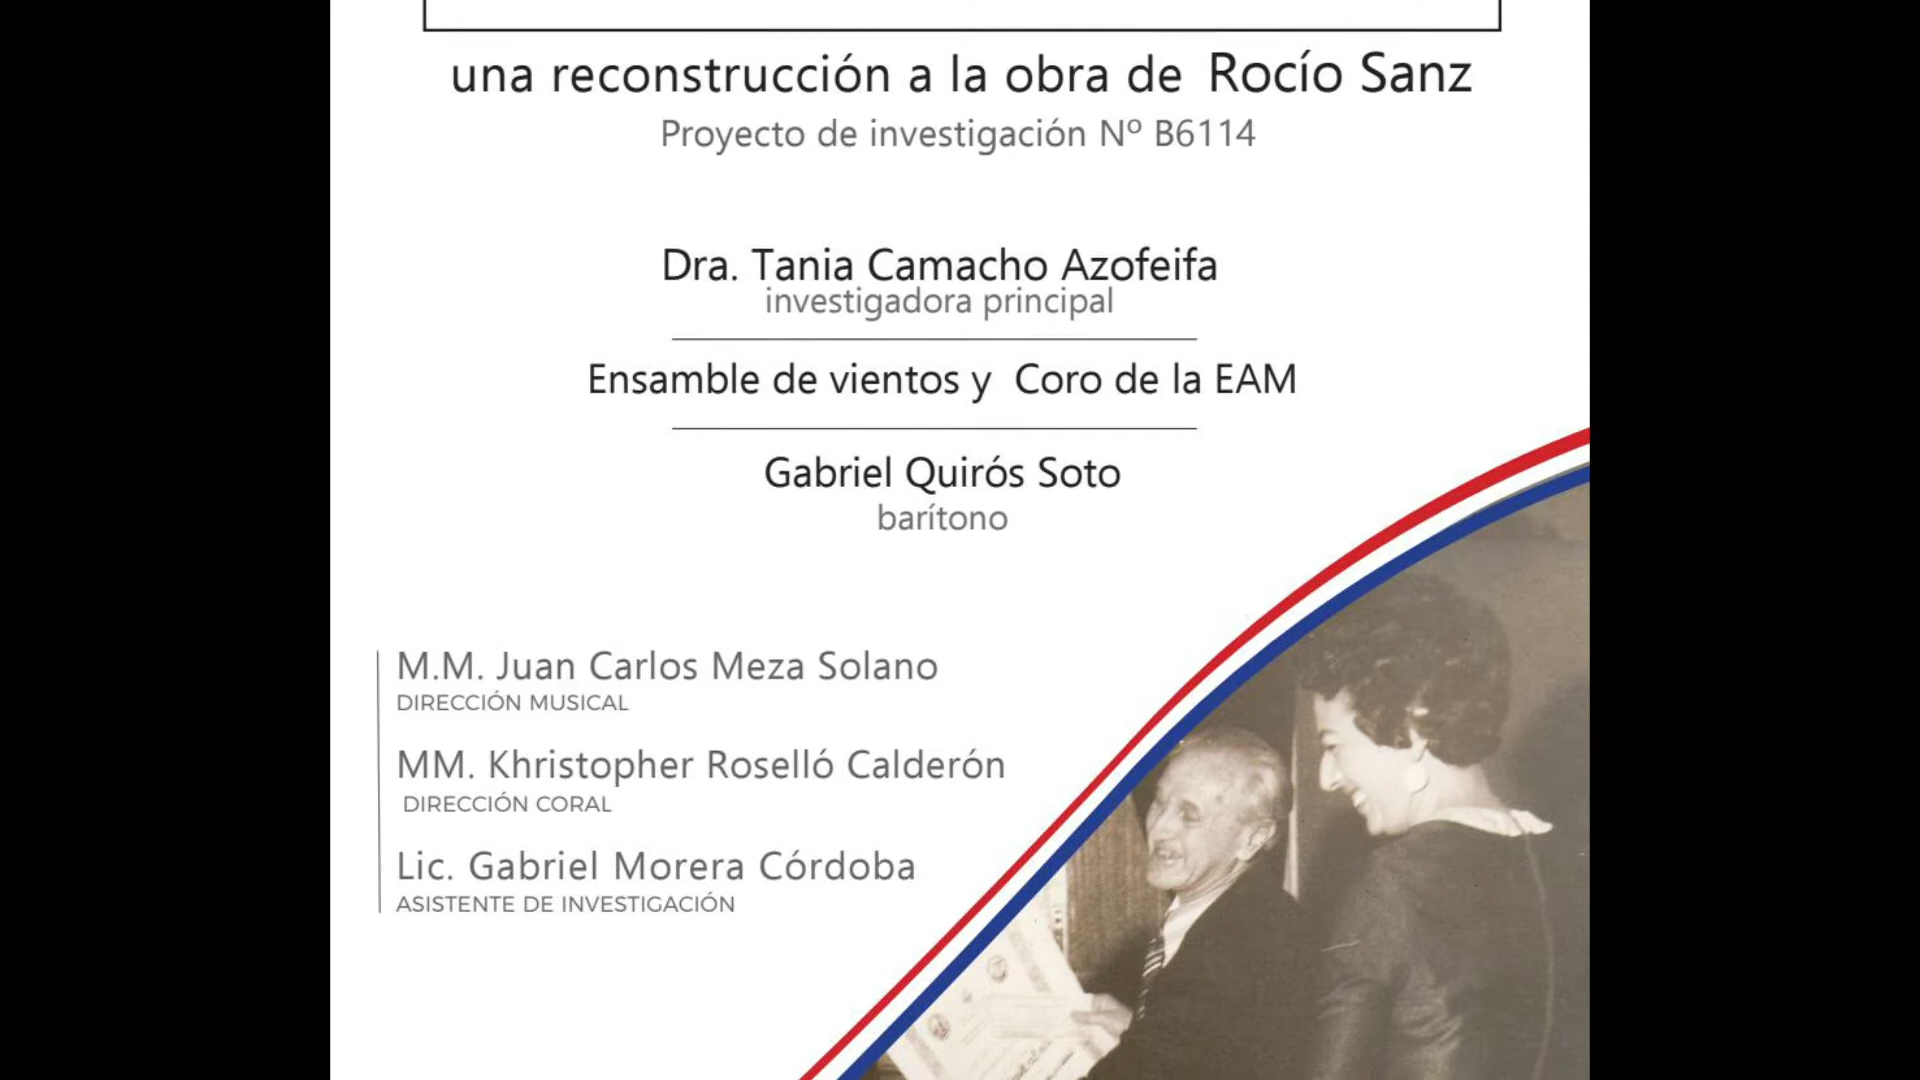 una reconstrucción a la obra de Rocío Sanz
Proyecto de investigación Nº B6114
Dra. Tania Camacho Azofeifa
investigadora principal
Ensamble de vientos y Coro de la EAM
Gabriel Quirós Soto
barítono
M.M. Juan Carlos Meza Solano
DIRECCIÓN MUSICAL
MM. Khristopher Roselló Calderón
DIRECCIÓN CORAL
Lic. Gabriel Morera Córdoba
ASISTENTE DE INVESTIGACIÓN